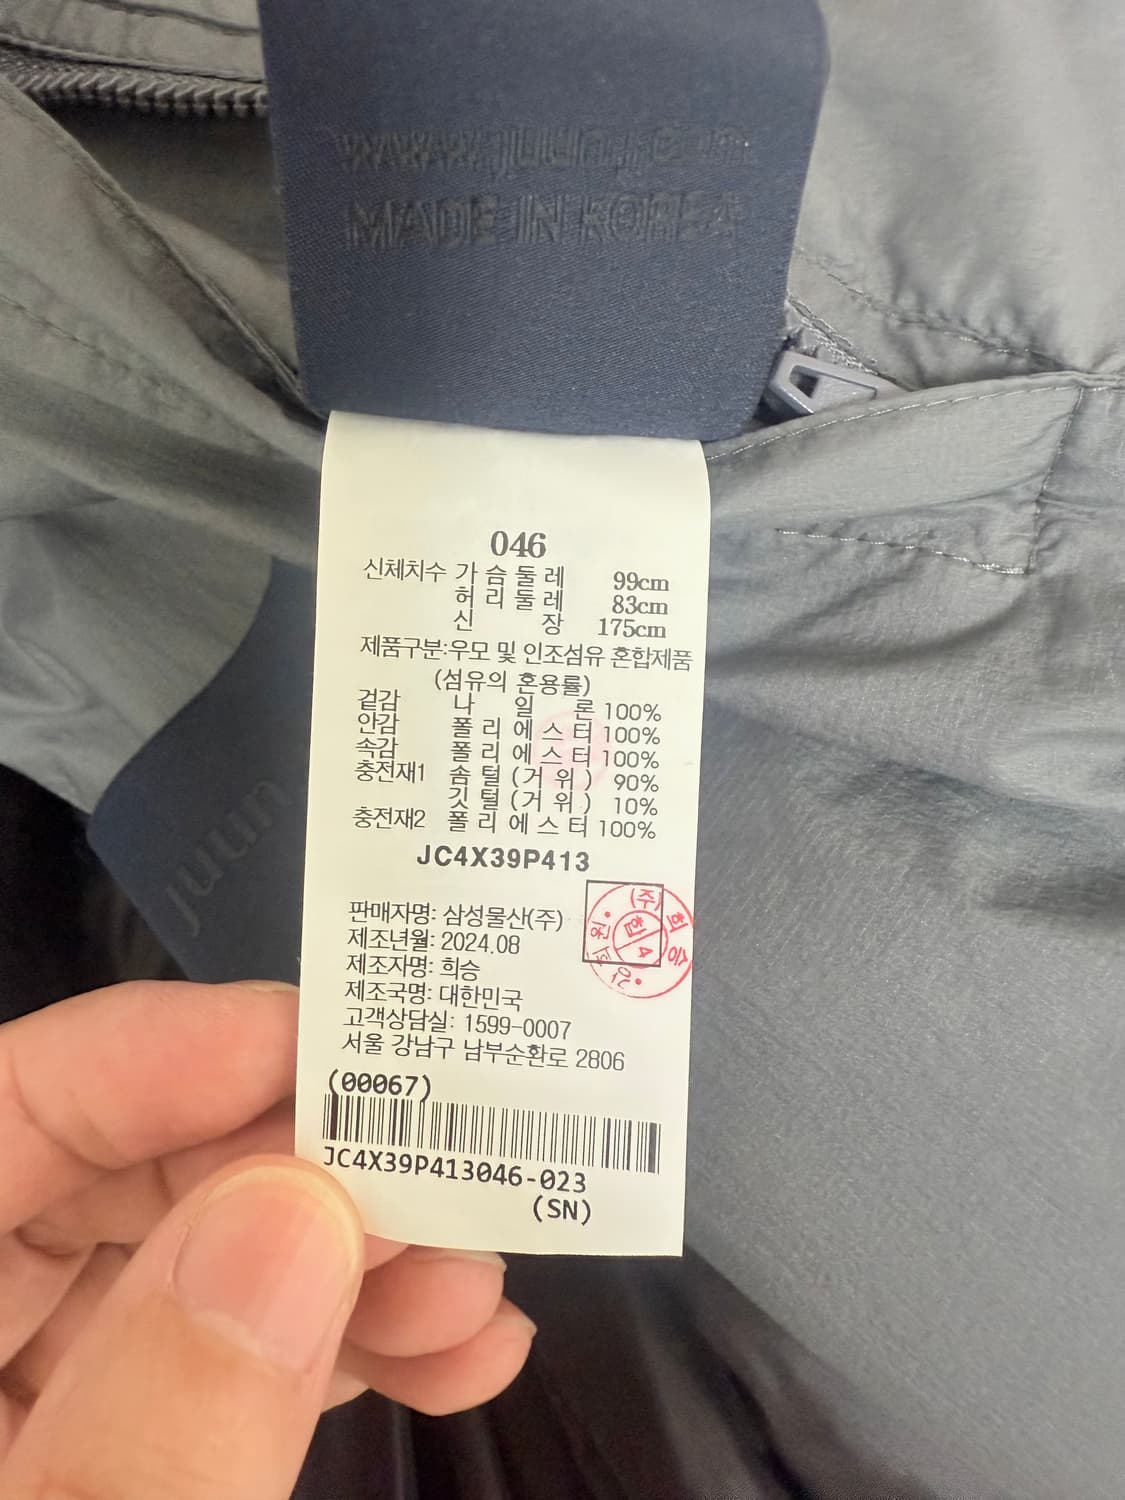 www.juunj.com
MADE IN KOREA
046
신체치수 가 슴 둘 레 99cm
허 리 둘 레 83cm
신 장 175cm
제품구분:우모 및 인조섬유 혼합제품
(섬유의 혼용률)
겉감 나 일 론 100%
안감 폴 리 에 스 터 100%
속감 폴 리 에 스 터 100%
충전재1 솜 털 (거 위) 90%
깃 털 (거 위) 10%
충전재2 폴 리 에 스 터 100%
JC4X39P413
판매자명: 삼성물산(주)
제조년월: 2024.08
제조자명: 희승
제조국명: 대한민국
고객상담실: 1599-0007
서울 강남구 남부순환로 2806
(00067)
JC4X39P413046-023
(SN)
(주) 희승
juun